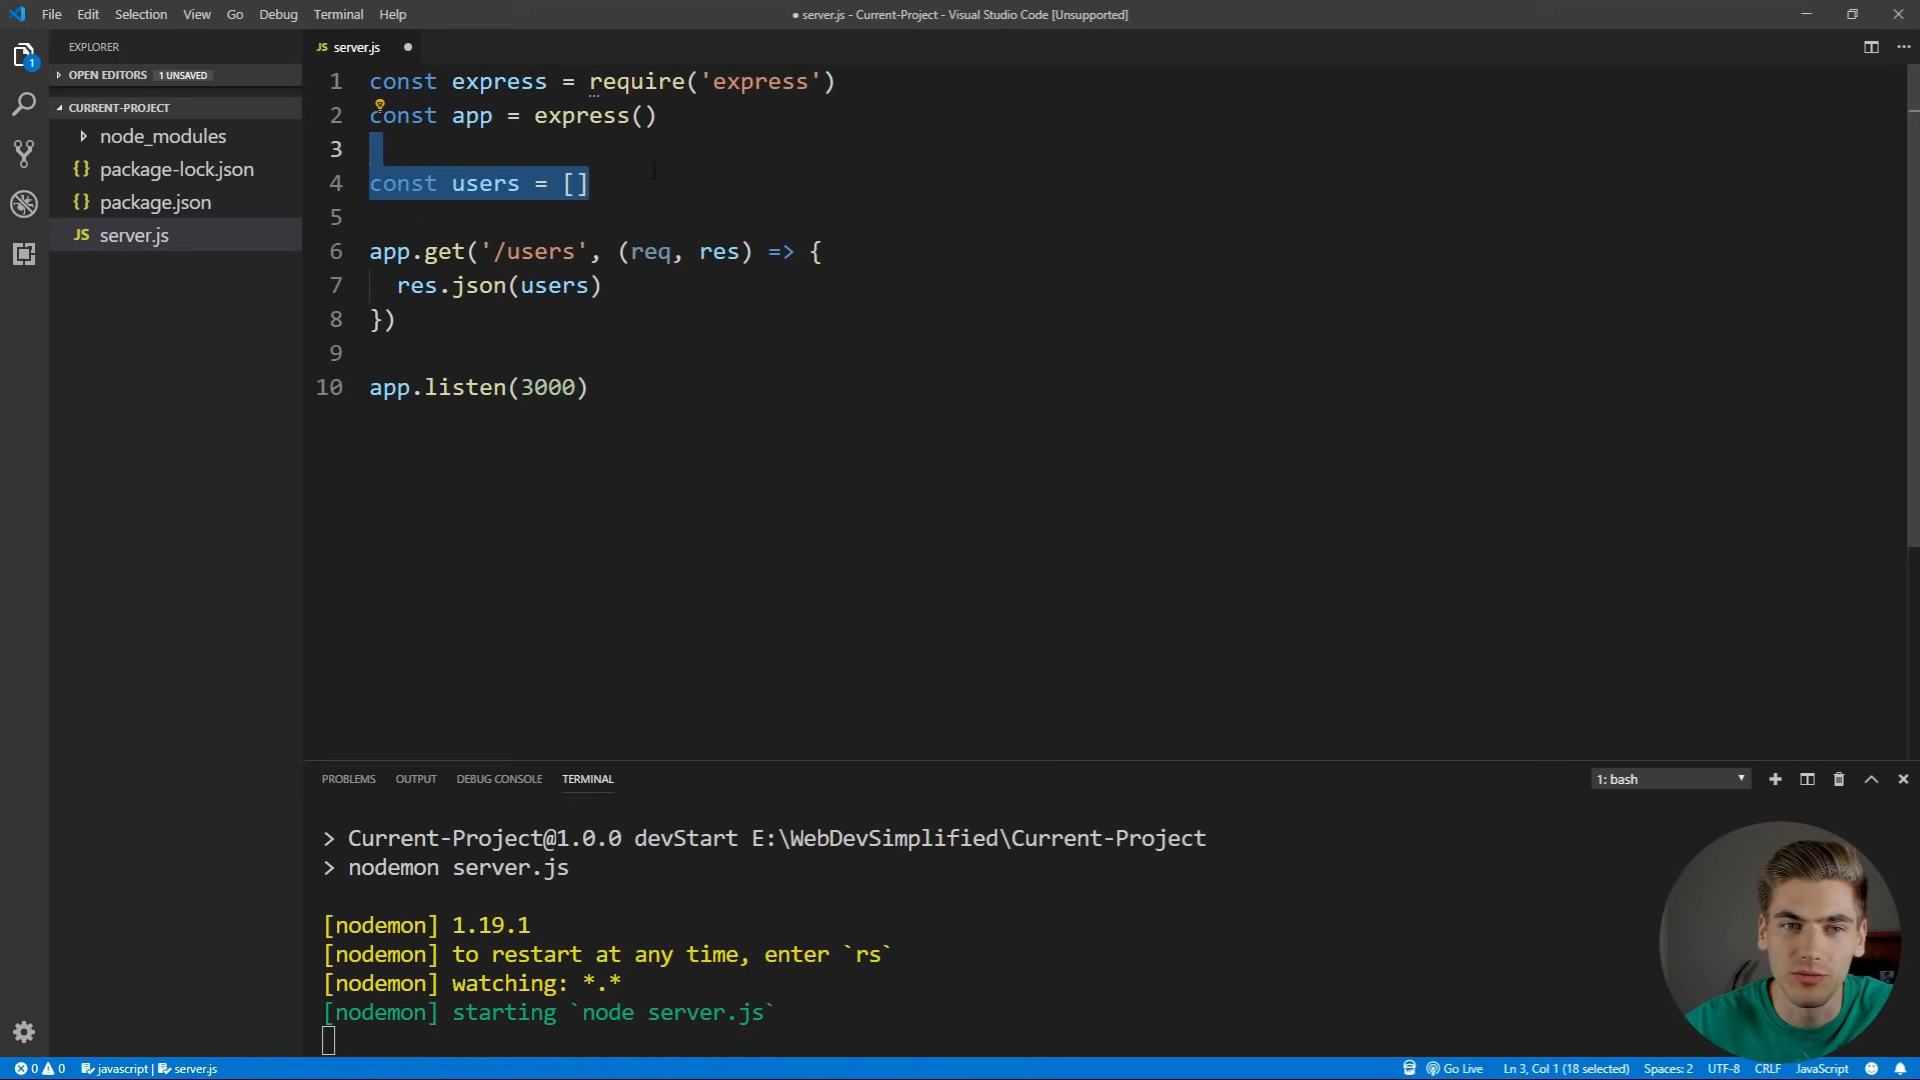 File Edit Selection View Go Debug Terminal Help
● server.js - Current-Project - Visual Studio Code [Unsupported]
EXPLORER
OPEN EDITORS 1 UNSAVED
CURRENT-PROJECT
node_modules
{} package-lock.json
{} package.json
JS server.js
1
JS server.js ●
1 const express = require('express')
2 const app = express()
3
4 const users = []
5
6 app.get('/users', (req, res) => {
7 res.json(users)
8 })
9
10 app.listen(3000)
PROBLEMS OUTPUT DEBUG CONSOLE TERMINAL
1: bash
> Current-Project@1.0.0 devStart E:\WebDevSimplified\Current-Project
> nodemon server.js
[nodemon] 1.19.1
[nodemon] to restart at any time, enter `rs`
[nodemon] watching: *.*
[nodemon] starting `node server.js`
0 0 javascript | server.js
Go Live Ln 3, Col 1 (18 selected) Spaces: 2 UTF-8 CRLF JavaScript